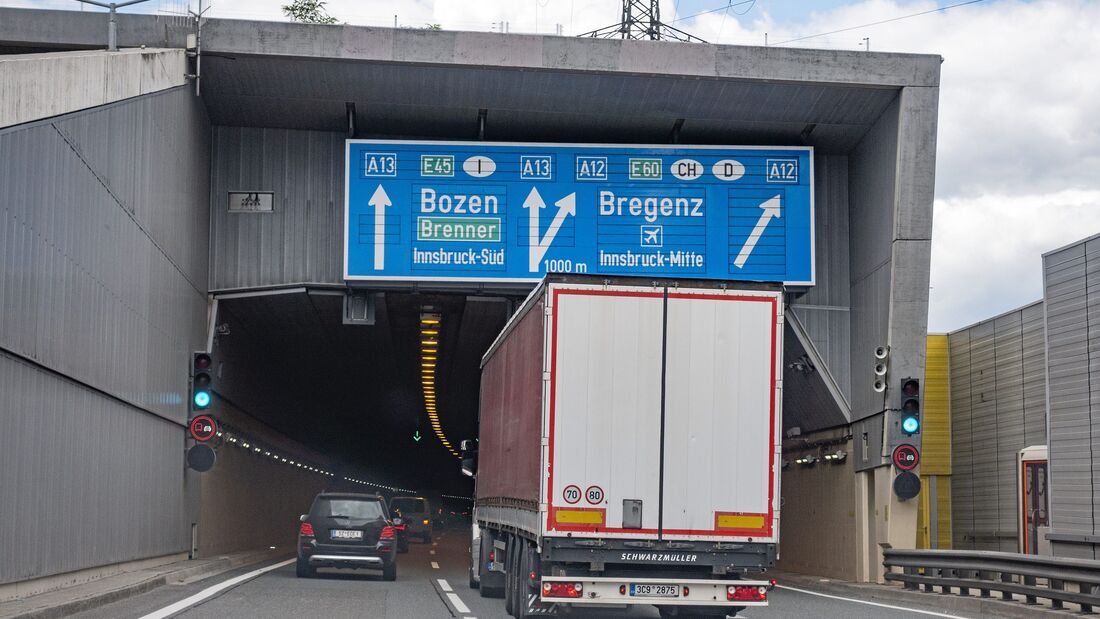 A13 E45 I A13 A12 E60 CH D A12
Bozen
Brenner
Innsbruck-Süd
1000 m
Bregenz
Innsbruck-Mitte
70 80
SCHWARZMÜLLER
3C9 2875